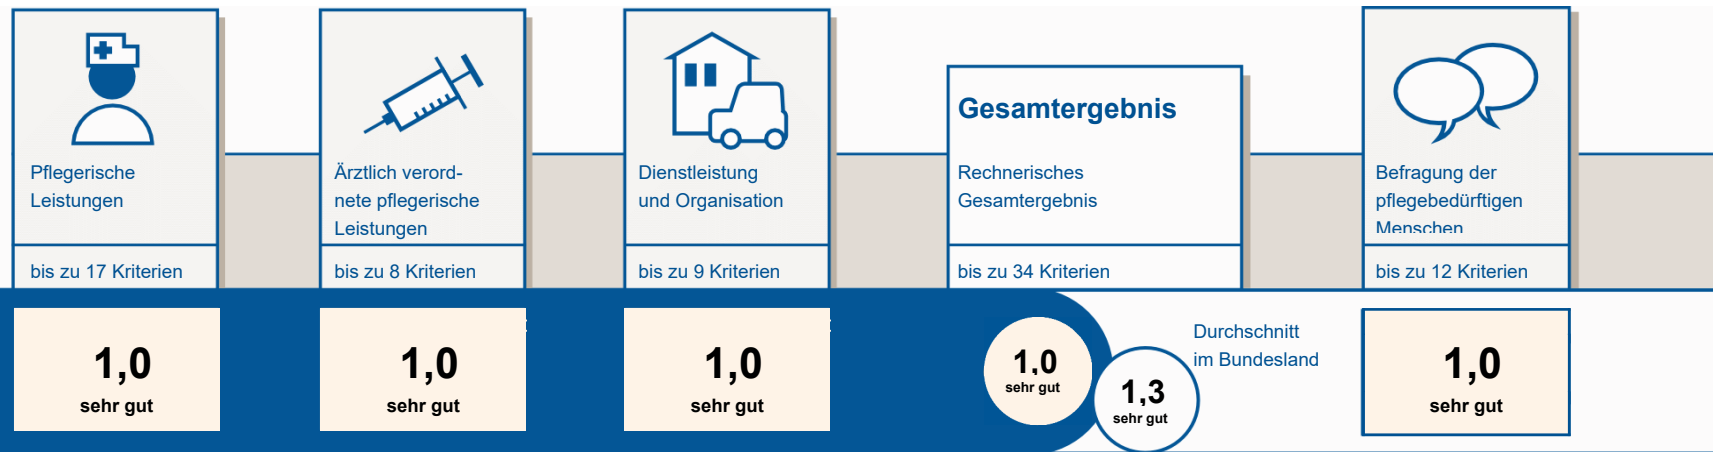 Pflegerische
Leistungen
bis zu 17 Kriterien
1,0
sehr gut
Ärztlich verord-
nete pflegerische
Leistungen
bis zu 8 Kriterien
1,0
sehr gut
Dienstleistung
und Organisation
bis zu 9 Kriterien
1,0
sehr gut
Gesamtergebnis
Rechnerisches
Gesamtergebnis
bis zu 34 Kriterien
1,0
sehr gut
1,3
sehr gut
Durchschnitt
im Bundesland
Befragung der
pflegebedürftigen
Menschen
bis zu 12 Kriterien
1,0
sehr gut